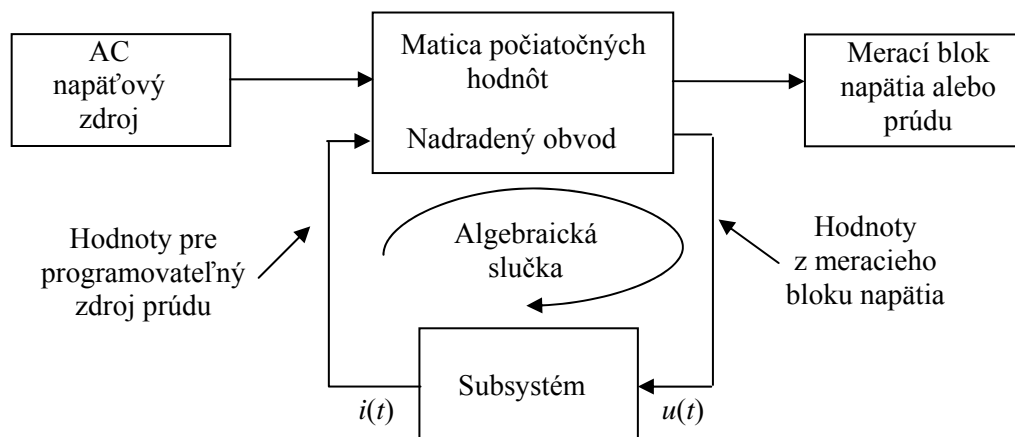 AC
napäťový
zdroj
Matica počiatočných
hodnôt
Nadradený obvod
Merací blok
napätia alebo
prúdu
Hodnoty pre
programovateľný
zdroj prúdu
Algebraická
slučka
Hodnoty
z meracieho
bloku napätia
Subsystém
i(t)
u(t)